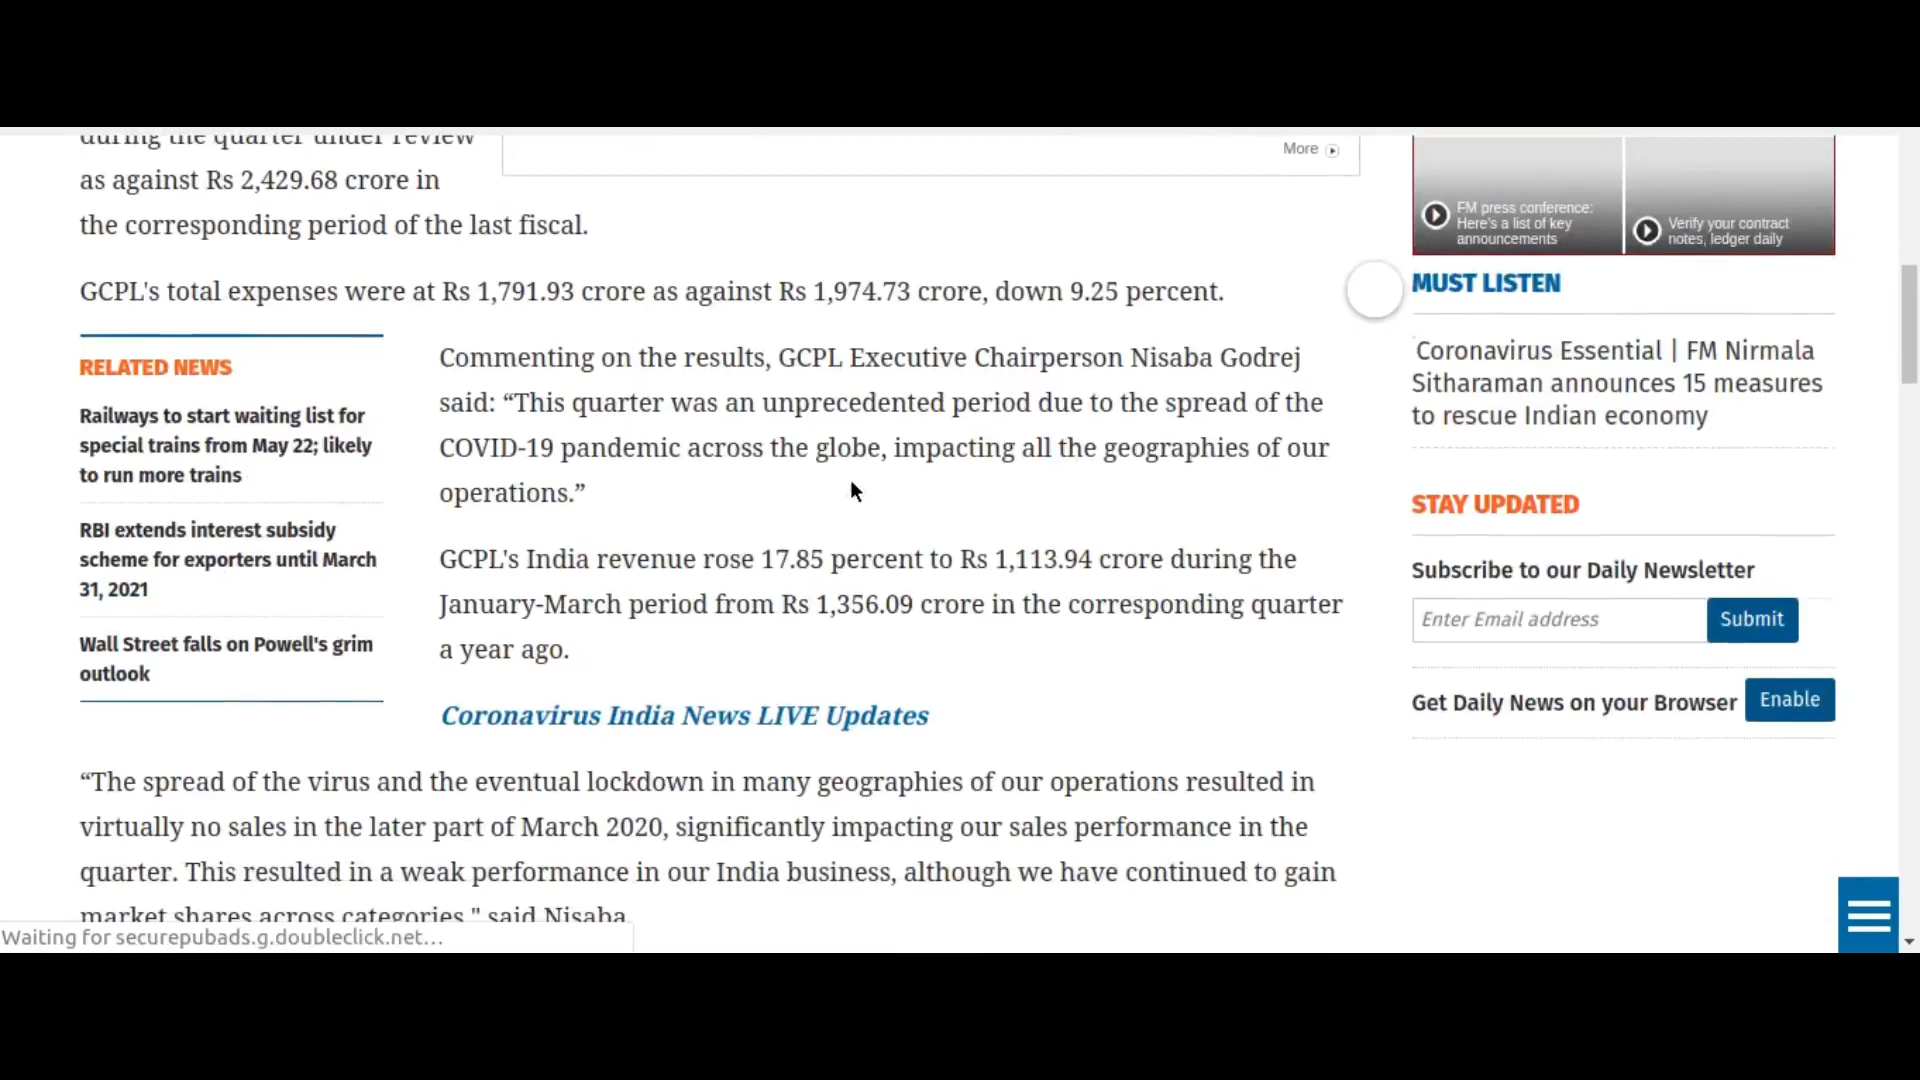 during the quarter under review
as against Rs 2,429.68 crore in
the corresponding period of the last fiscal.
More
GCPL's total expenses were at Rs 1,791.93 crore as against Rs 1,974.73 crore, down 9.25 percent.
RELATED NEWS
Railways to start waiting list for
special trains from May 22; likely
to run more trains
RBI extends interest subsidy
scheme for exporters until March
31, 2021
Wall Street falls on Powell's grim
outlook
Commenting on the results, GCPL Executive Chairperson Nisaba Godrej
said: “This quarter was an unprecedented period due to the spread of the
COVID-19 pandemic across the globe, impacting all the geographies of our
operations.”
GCPL's India revenue rose 17.85 percent to Rs 1,113.94 crore during the
January-March period from Rs 1,356.09 crore in the corresponding quarter
a year ago.
Coronavirus India News LIVE Updates
“The spread of the virus and the eventual lockdown in many geographies of our operations resulted in
virtually no sales in the later part of March 2020, significantly impacting our sales performance in the
quarter. This resulted in a weak performance in our India business, although we have continued to gain
market shares across categories," said Nisaba
Waiting for securepubads.g.doubleclick.net…
FM press conference:
Here's a list of key
announcements
Verify your contract
notes, ledger daily
MUST LISTEN
Coronavirus Essential | FM Nirmala
Sitharaman announces 15 measures
to rescue Indian economy
STAY UPDATED
Subscribe to our Daily Newsletter
Enter Email address
Submit
Get Daily News on your Browser
Enable